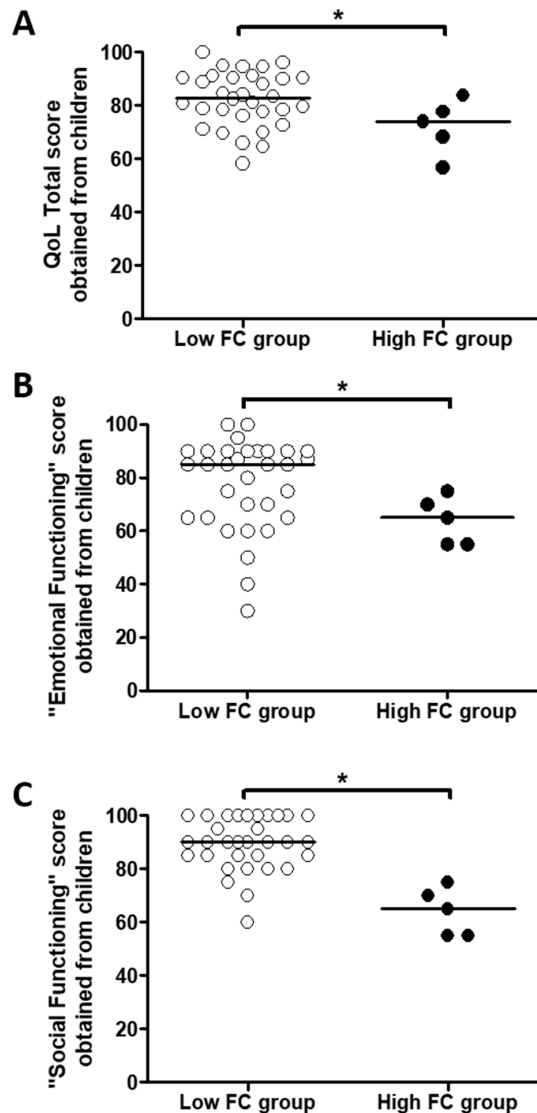 A
*
QoL Total score
obtained from children
100
80
60
40
20
0
Low FC group
High FC group
B
*
"Emotional Functioning" score
obtained from children
100
80
60
40
20
0
Low FC group
High FC group
C
*
"Social Functioning" score
obtained from children
100
80
60
40
20
0
Low FC group
High FC group